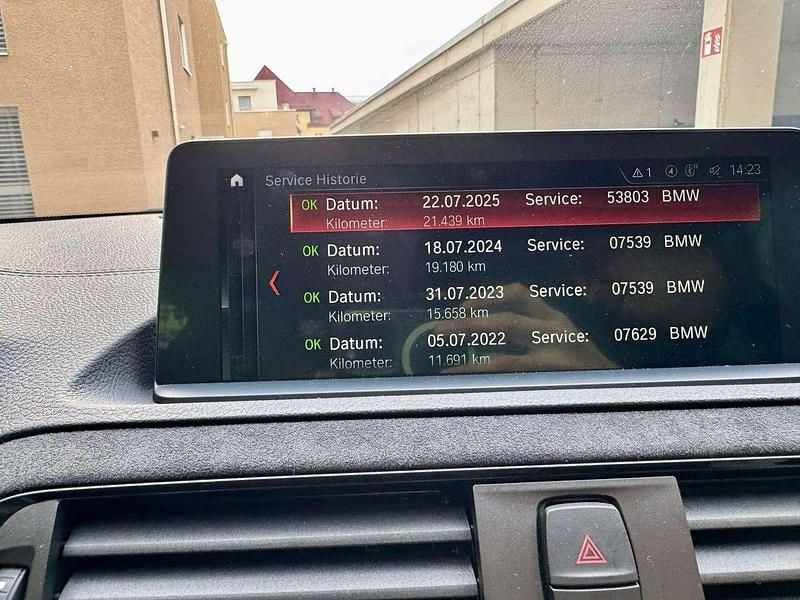 Service Historie
1
4
14:23
OK Datum: 22.07.2025 Service: 53803 BMW
Kilometer: 21.439 km
OK Datum: 18.07.2024 Service: 07539 BMW
Kilometer: 19.180 km
OK Datum: 31.07.2023 Service: 07539 BMW
Kilometer: 15.658 km
OK Datum: 05.07.2022 Service: 07629 BMW
Kilometer: 11.691 km